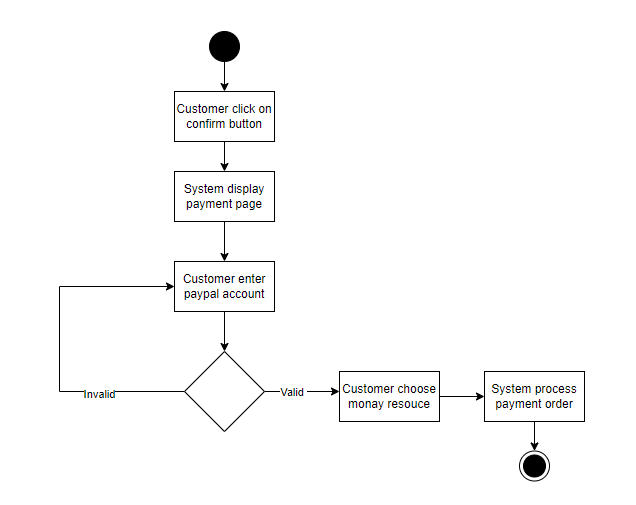 Customer click on
confirm button
System display
payment page
Customer enter
paypal account
Invalid
Valid
Customer choose
monay resouce
System process
payment order